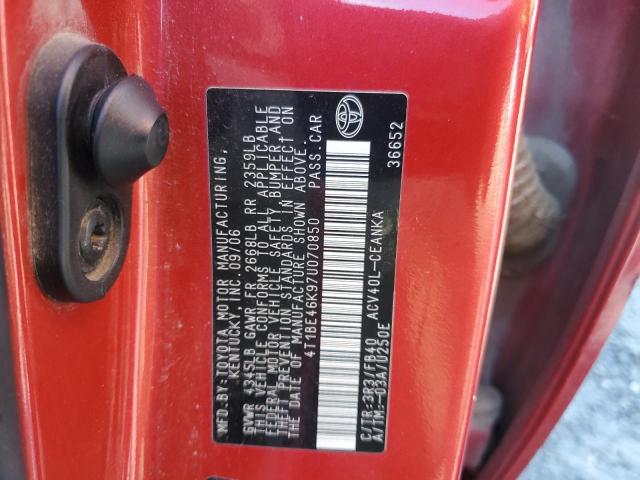 MFD.BY:TOYOTA MOTOR MANUFACTURING,
KENTUCKY, INC. 09/06
GVWR 4345LB GAWR FR 2668LB RR 2359LB
THIS VEHICLE CONFORMS TO ALL APPLICABLE
FEDERAL MOTOR VEHICLE SAFETY, BUMPER, AND
THEFT PREVENTION STANDARDS IN EFFECT ON
THE DATE OF MANUFACTURE SHOWN ABOVE.
4T1BE46K97U070850 PASS.CAR
ACV40L-CEANKA 36652
C/TR:3R3/FB40
A/TM:-03A/U250E